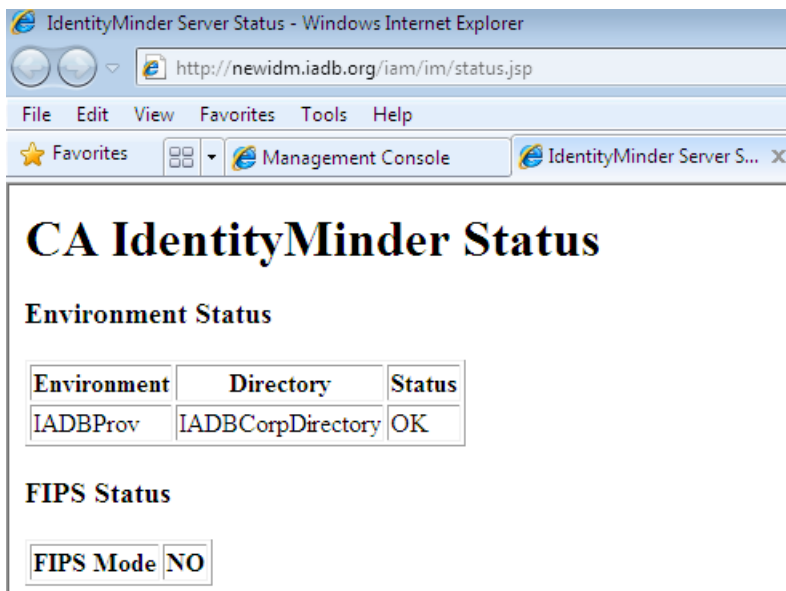 IdentityMinder Server Status - Windows Internet Explorer
http://newidm.iadb.org/iam/im/status.jsp
File Edit View Favorites Tools Help
Favorites Management Console IdentityMinder Server S... X
CA IdentityMinder Status
Environment Status
Environment Directory Status
IADBProv IADBCorpDirectory OK
FIPS Status
FIPS Mode NO